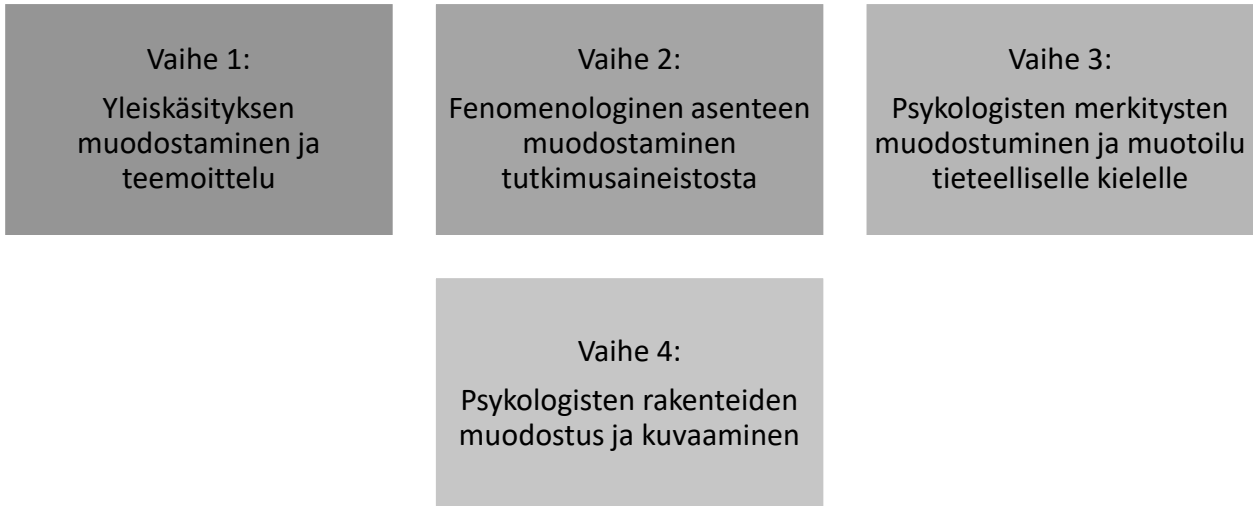 Vaihe 1:
Yleiskäsityksen
muodostaminen ja
teemoittelu
Vaihe 2:
Fenomenologinen asenteen
muodostaminen
tutkimusaineistosta
Vaihe 3:
Psykologisten merkitysten
muodostuminen ja muotoilu
tieteelliselle kielelle
Vaihe 4:
Psykologisten rakenteiden
muodostus ja kuvaaminen